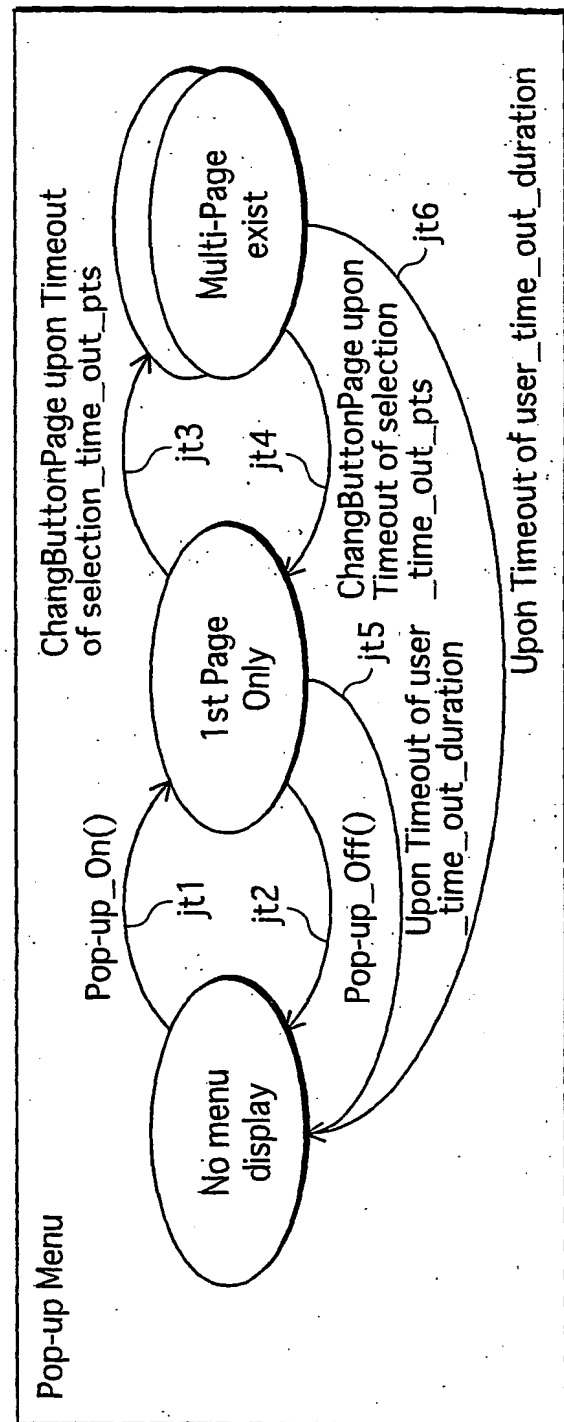 Pop-up Menu
Pop-up_On()
jt1
No menu
display
jt2
Pop-up_Off()
1st Page
Only
ChangButtonPage upon Timeout
of selection_time_out_pts
jt3
Multi-Page
exist
jt4
ChangButtonPage upon
Timeout of selection
_time_out_pts
jt5
Upon Timeout of user
_time_out_duration
jt6
Upon Timeout of user_time_out_duration